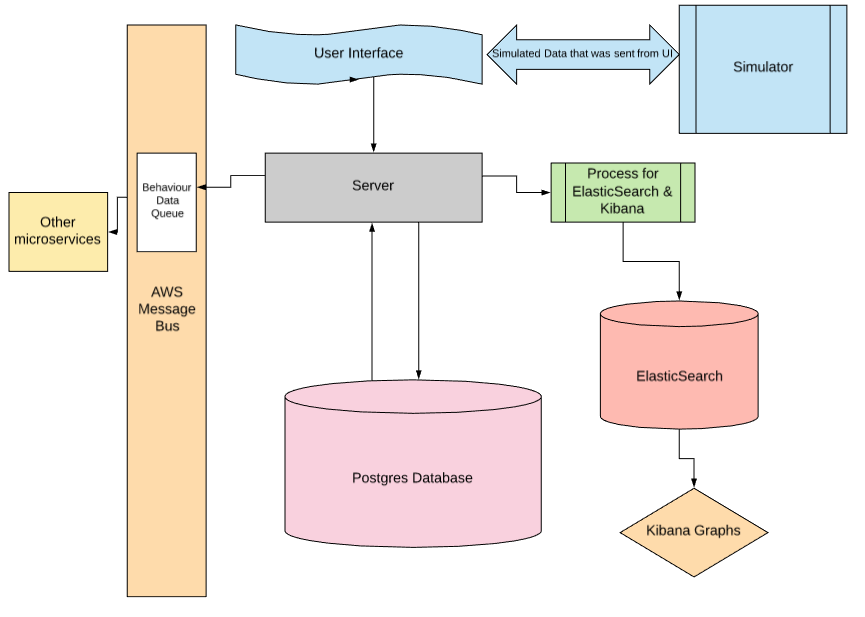 User Interface
Simulated Data that was sent from UI
Simulator
Behaviour
Data
Queue
Server
Process for
ElasticSearch &
Kibana
Other
microservices
AWS
Message
Bus
ElasticSearch
Postgres Database
Kibana Graphs